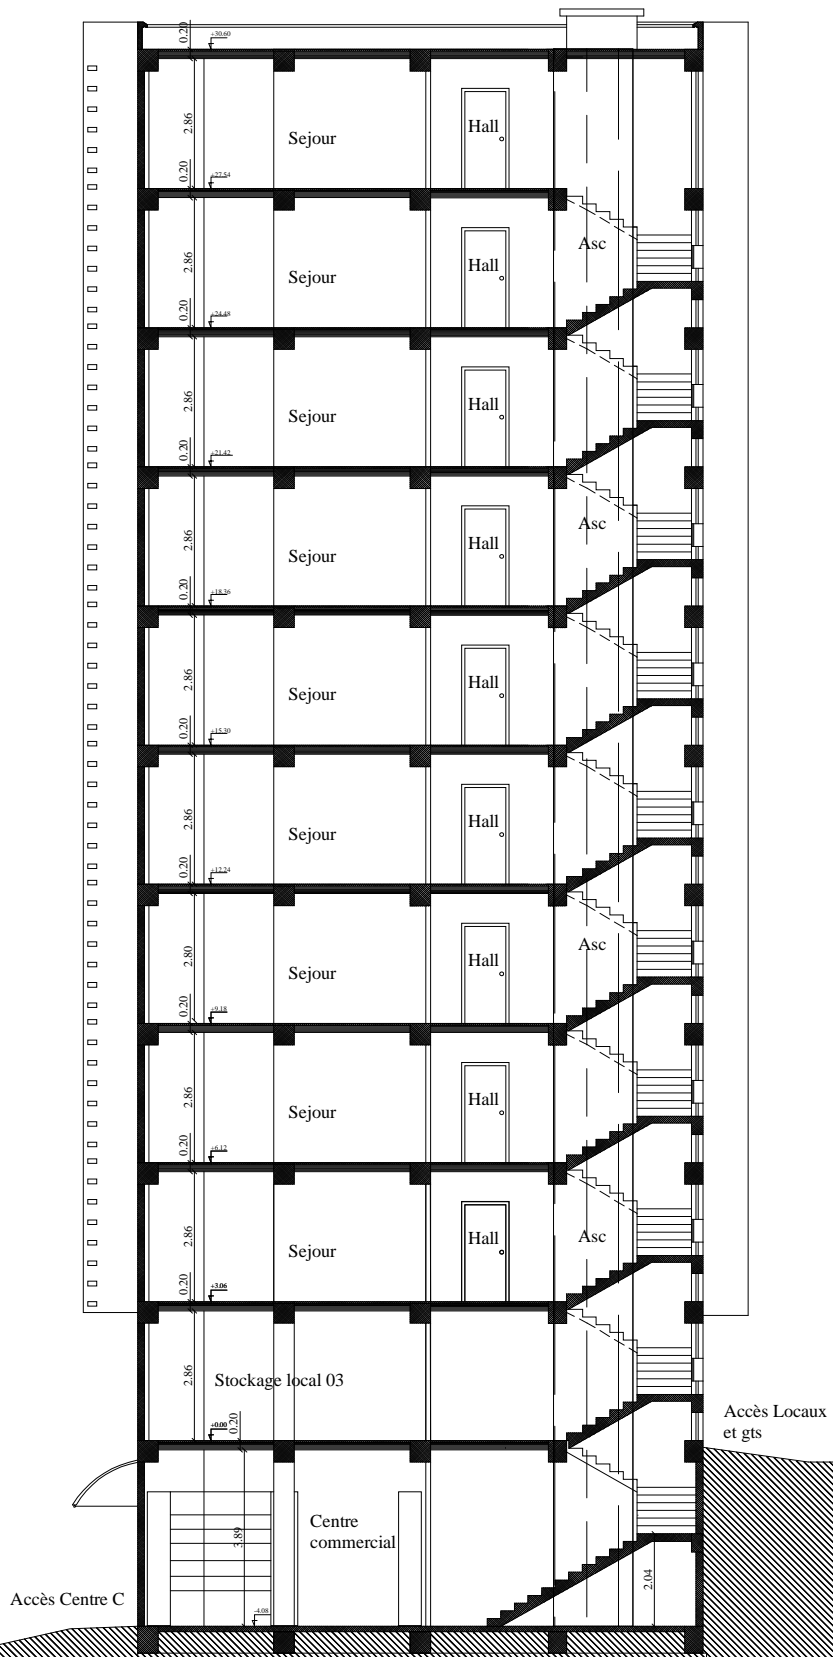 0.20
+30.60
2.86
Sejour
Hall
0.20
+27.54
2.86
Sejour
Hall
Asc
0.20
+24.48
2.86
Sejour
Hall
0.20
+21.42
2.86
Sejour
Hall
Asc
0.20
+18.36
2.86
Sejour
Hall
0.20
+15.30
2.86
Sejour
Hall
0.20
+12.24
2.80
Sejour
Hall
Asc
0.20
+9.18
2.86
Sejour
Hall
0.20
+6.12
2.86
Sejour
Hall
Asc
0.20
+3.06
2.86
Stockage local 03
0.20
+0.00
Accès Locaux
et gts
3.89
Centre
commercial
2.04
Accès Centre C
-4.08